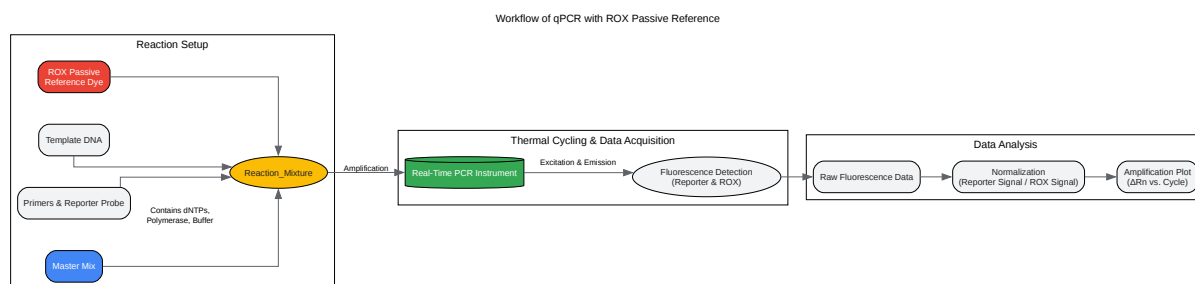 Workflow of qPCR with ROX Passive Reference
Reaction Setup
ROX Passive
Reference Dye
Template DNA
Primers & Reporter Probe
Contains dNTPs,
Polymerase, Buffer
Master Mix
Reaction_Mixture
Amplification
Thermal Cycling & Data Acquisition
Real-Time PCR Instrument
Excitation & Emission
Fluorescence Detection
(Reporter & ROX)
Data Analysis
Raw Fluorescence Data
Normalization
(Reporter Signal / ROX Signal)
Amplification Plot
(ΔRn vs. Cycle)